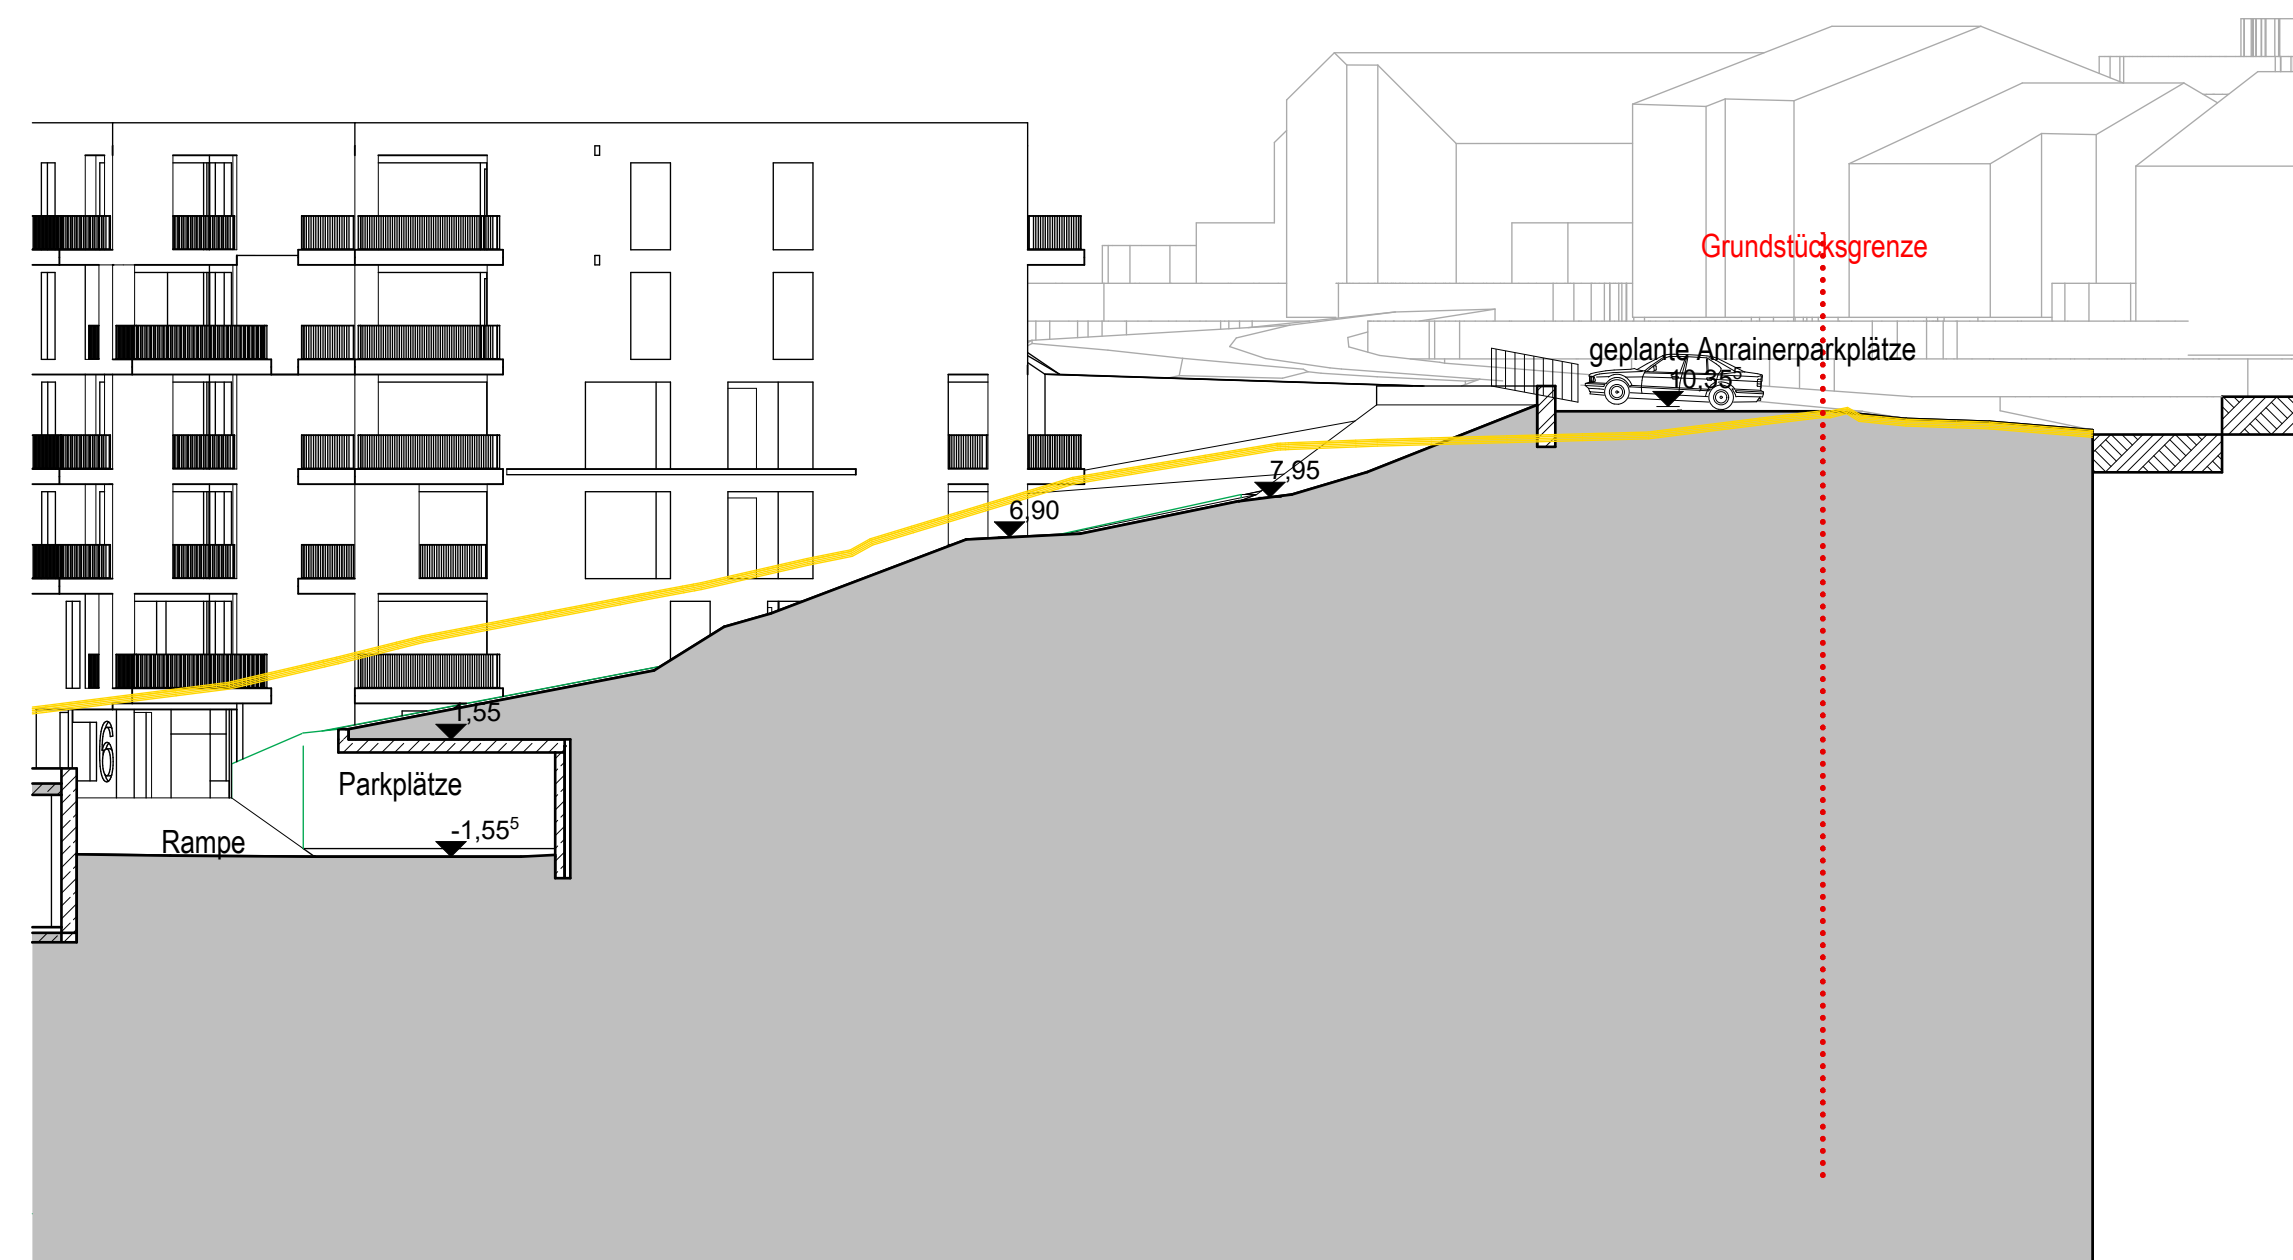 Grundstücksgrenze
geplante Anrainerparkplätze
10,35⁵
7,95
6,90
1,55
6
Parkplätze
-1,55⁵
Rampe